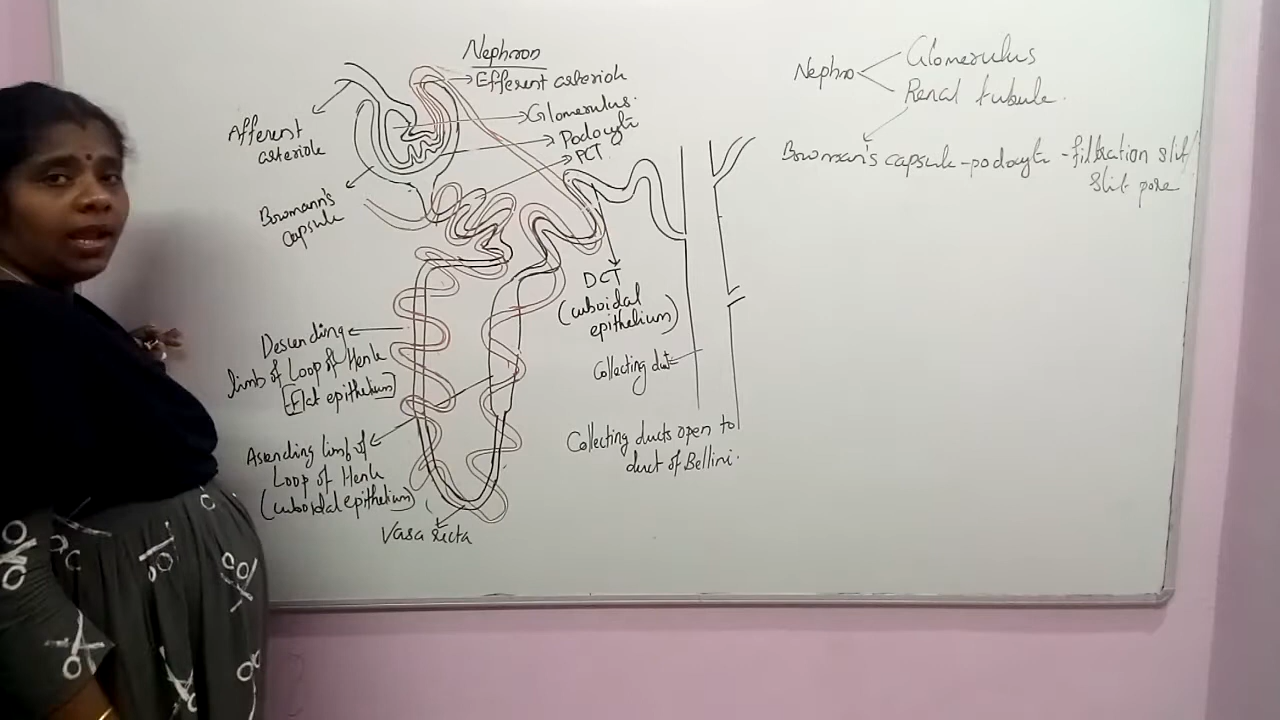 Nephron
Efferent arteriole
Glomerulus.
Podocyte
PCT
Afferent
arteriole
Bowmann's
capsule
DCT
(cuboidal
epithelium)
Descending
limb of Loop of Henle
[Flat epithelium]
Collecting duct
Ascending limb of
Loop of Henle
(cuboidal epithelium)
Collecting ducts open to
duct of Bellini.
Vasa recta
Nephro
Glomerulus
Renal tubule.
Bowman's capsule - podocyte - filtration slit/
slit pore